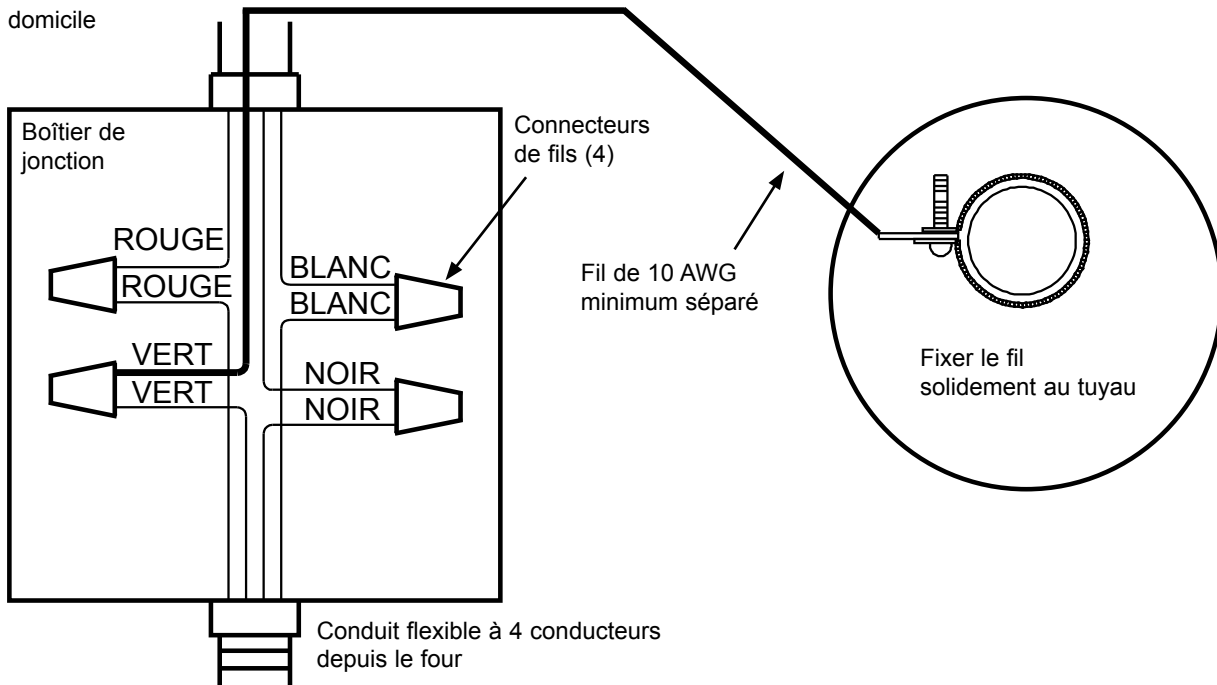 domicile
Boîtier de
jonction
Connecteurs
de fils (4)
ROUGE
ROUGE
BLANC
BLANC
VERT
VERT
NOIR
NOIR
Fil de 10 AWG
minimum séparé
Fixer le fil
solidement au tuyau
Conduit flexible à 4 conducteurs
depuis le four